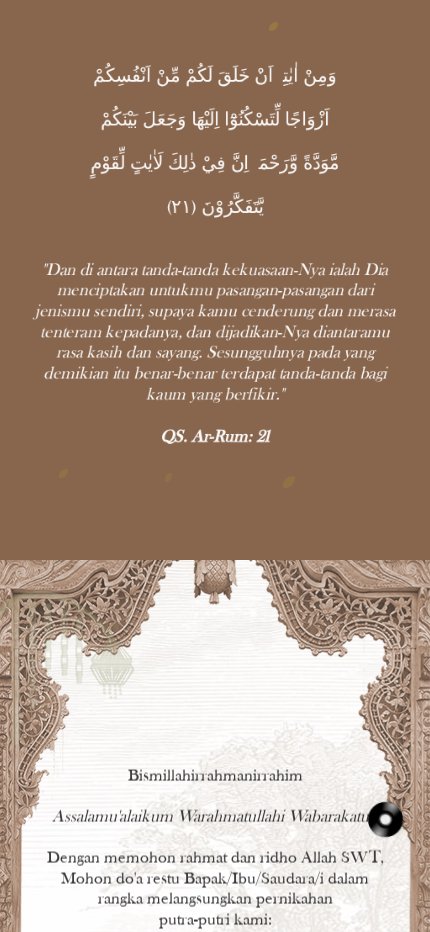 وَمِنْ اٰيٰتِهٖٓ اَنْ خَلَقَ لَكُمْ مِّنْ اَنْفُسِكُمْ
اَزْوَاجًا لِّتَسْكُنُوْٓا اِلَيْهَا وَجَعَلَ بَيْنَكُمْ
مَّوَدَّةً وَّرَحْمَةً اِنَّ فِيْ ذٰلِكَ لَاٰيٰتٍ لِّقَوْمٍ
يَّتَفَكَّرُوْنَ (٢١)
"Dan di antara tanda-tanda kekuasaan-Nya ialah Dia
menciptakan untukmu pasangan-pasangan dari
jenismu sendiri, supaya kamu cenderung dan merasa
tenteram kepadanya, dan dijadikan-Nya diantaramu
rasa kasih dan sayang. Sesungguhnya pada yang
demikian itu benar-benar terdapat tanda-tanda bagi
kaum yang berfikir."
QS. Ar-Rum: 21
Bismillahirrahmanirrahim
Assalamu'alaikum Warahmatullahi Wabarakatu
Dengan memohon rahmat dan ridho Allah SWT,
Mohon do'a restu Bapak/Ibu/Saudara/i dalam
rangka melangsungkan pernikahan
putra-putri kami: